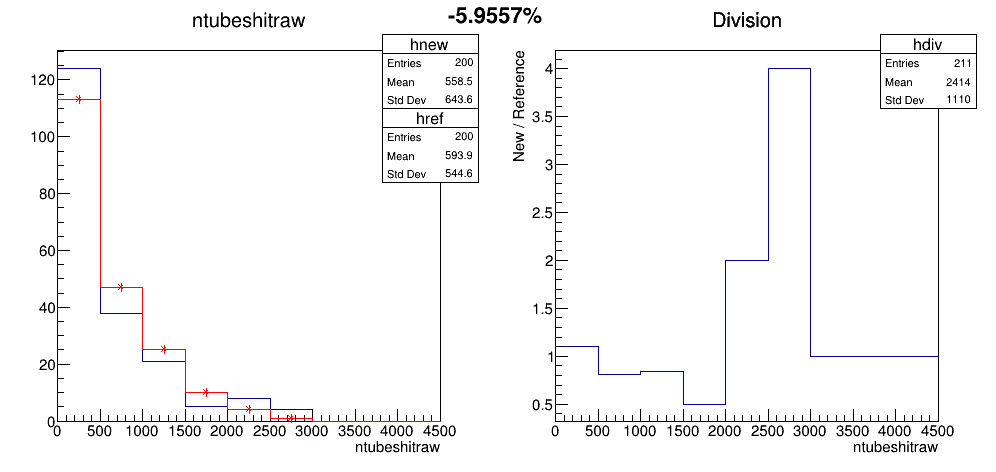 -5.9557%
ntubeshitraw
hnew
Entries 200
Mean 558.5
Std Dev 643.6
href
Entries 200
Mean 593.9
Std Dev 544.6
120
100
80
60
40
20
0
0 500 1000 1500 2000 2500 3000 3500 4000 4500
ntubeshitraw
Division
hdiv
Entries 211
Mean 2414
Std Dev 1110
New / Reference
4
3.5
3
2.5
2
1.5
1
0.5
0 500 1000 1500 2000 2500 3000 3500 4000 4500
ntubeshitraw